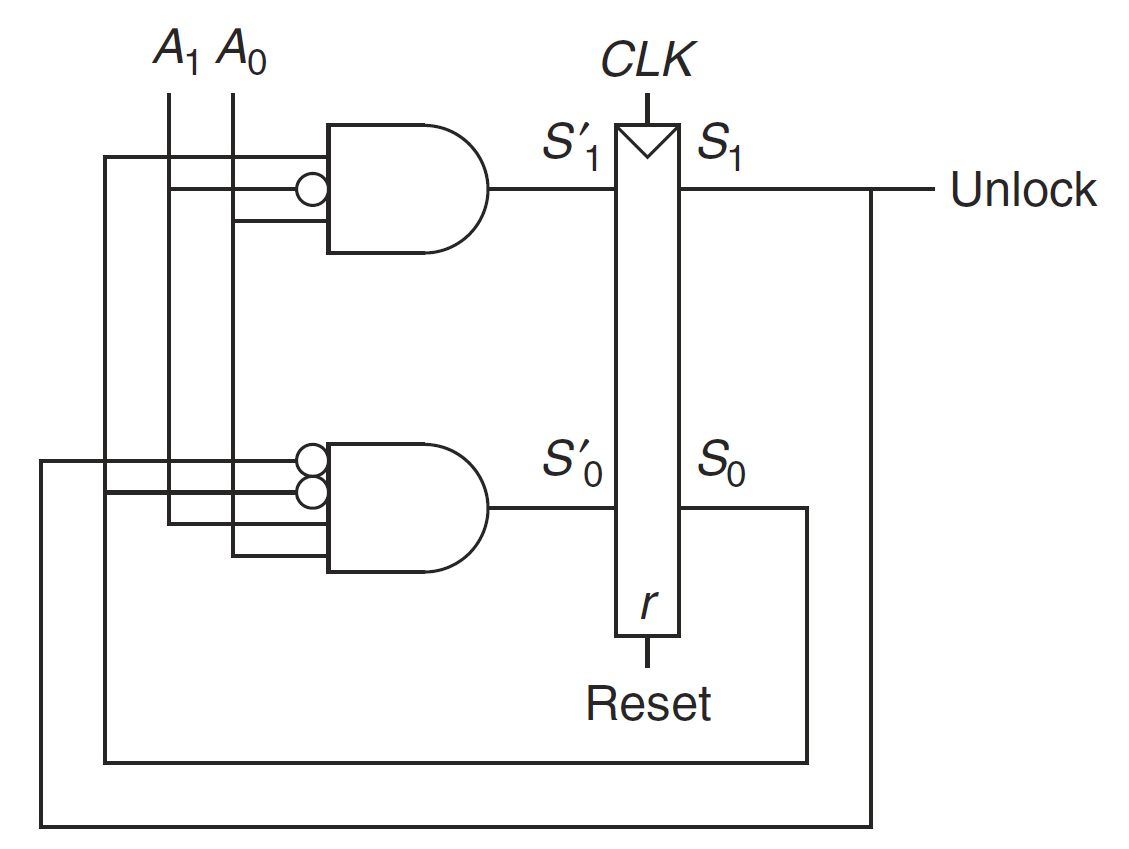 A1 A0
CLK
S′1
S1
Unlock
S′0
S0
r
Reset